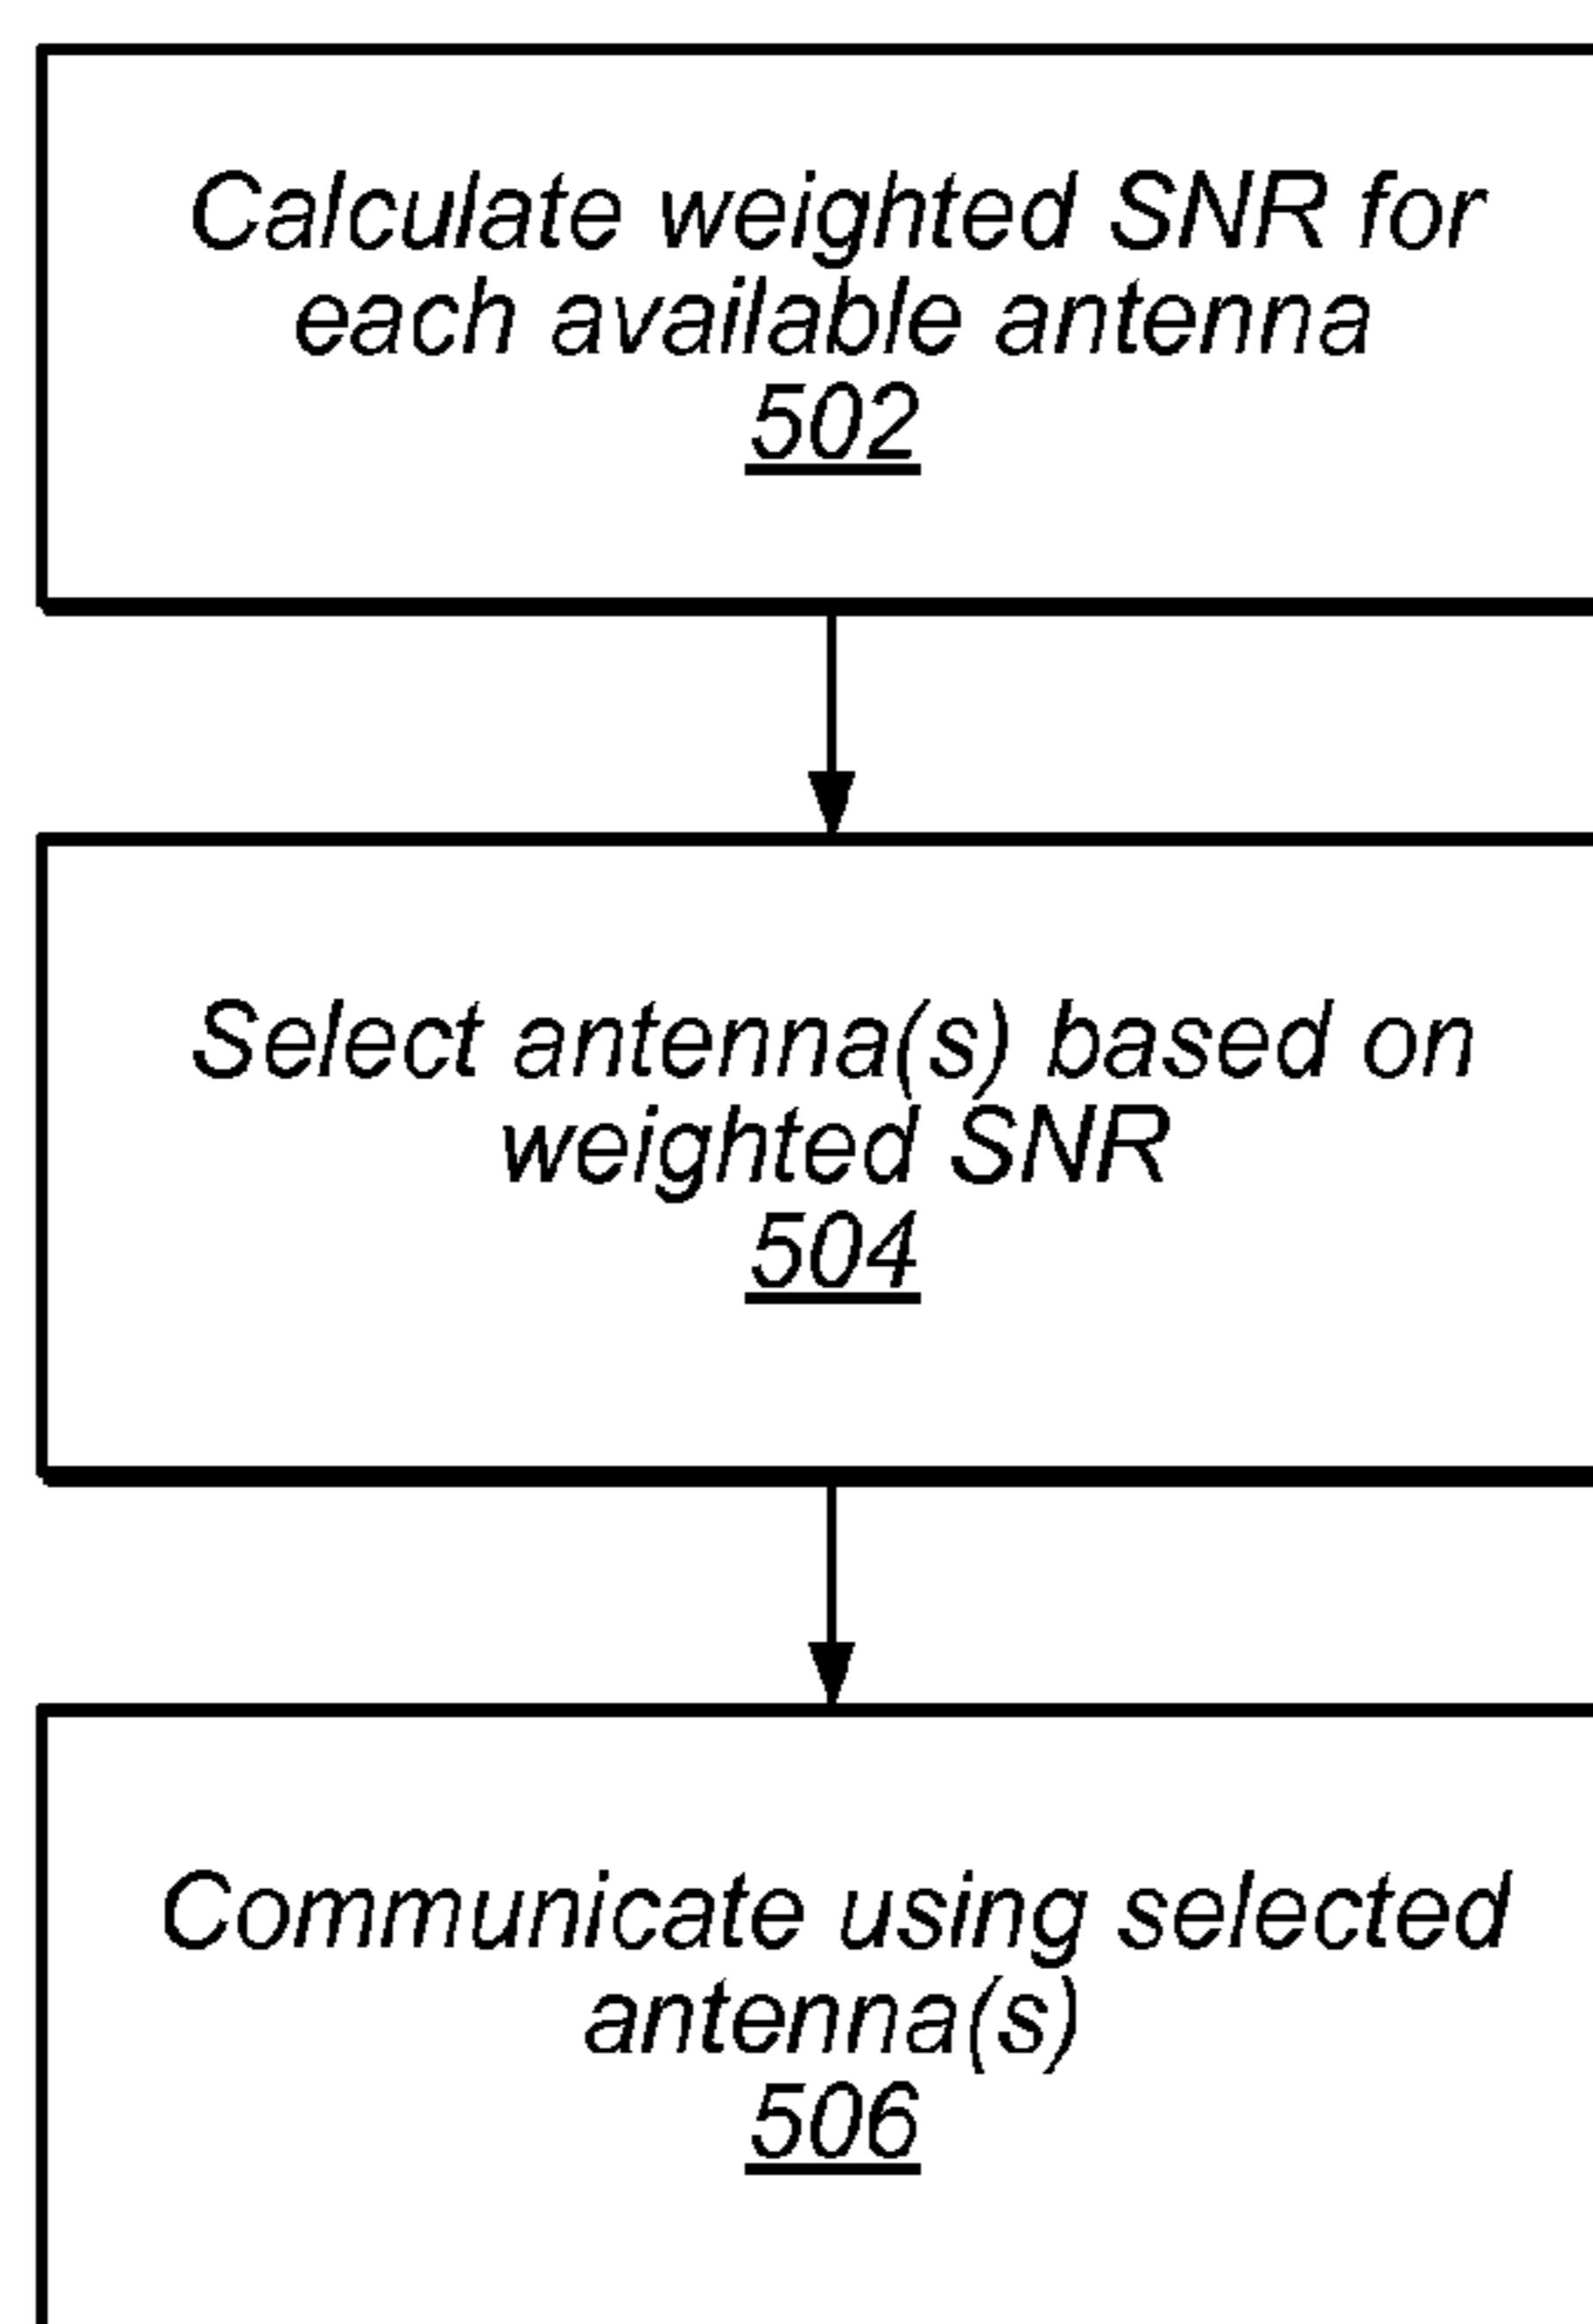 Calculate weighted SNR for
each available antenna
502
Select antenna(s) based on
weighted SNR
504
Communicate using selected
antenna(s)
506